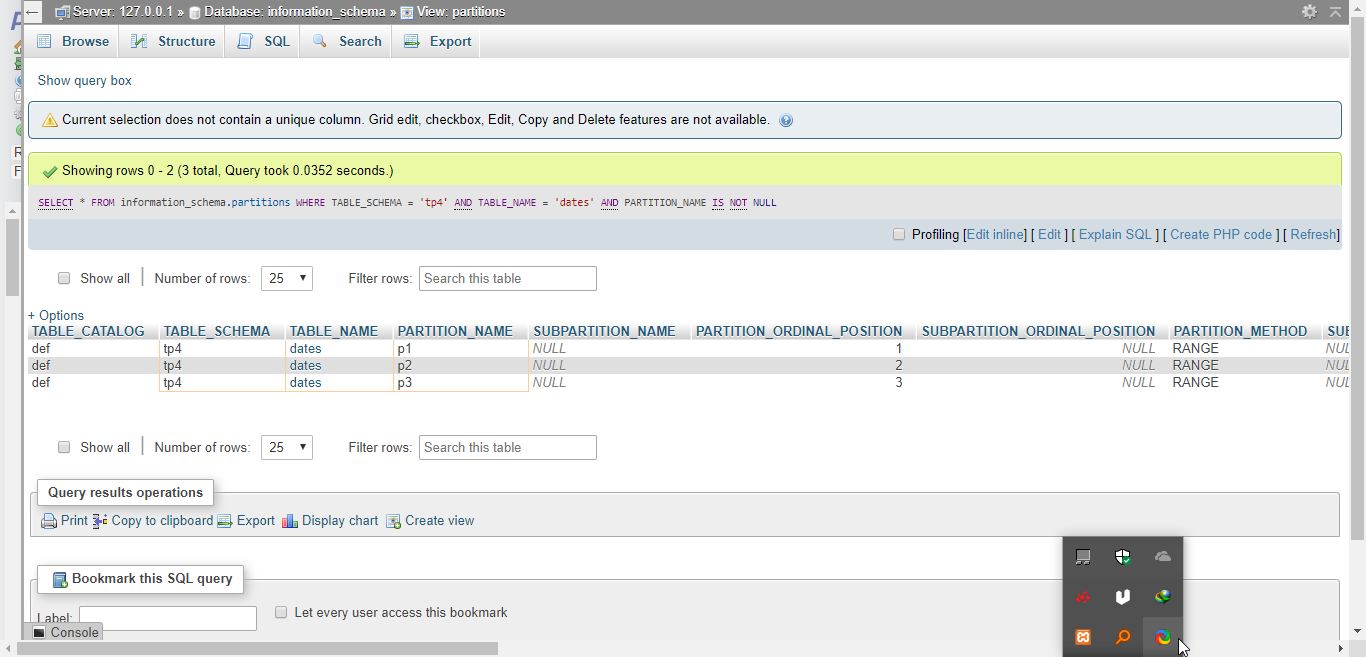 Server: 127.0.0.1 » Database: information_schema » View: partitions
Browse Structure SQL Search Export
Show query box
Current selection does not contain a unique column. Grid edit, checkbox, Edit, Copy and Delete features are not available.
Showing rows 0 - 2 (3 total, Query took 0.0352 seconds.)
SELECT * FROM information_schema.partitions WHERE TABLE_SCHEMA = 'tp4' AND TABLE_NAME = 'dates' AND PARTITION_NAME IS NOT NULL
Profiling [Edit inline] [ Edit ] [ Explain SQL ] [ Create PHP code ] [ Refresh]
Show all | Number of rows: 25 Filter rows: Search this table
+ Options
TABLE_CATALOG TABLE_SCHEMA TABLE_NAME PARTITION_NAME SUBPARTITION_NAME PARTITION_ORDINAL_POSITION SUBPARTITION_ORDINAL_POSITION PARTITION_METHOD SUB
def tp4 dates p1 NULL 1 NULL RANGE NUL
def tp4 dates p2 NULL 2 NULL RANGE NUL
def tp4 dates p3 NULL 3 NULL RANGE NUL
Show all | Number of rows: 25 Filter rows: Search this table
Query results operations
Print Copy to clipboard Export Display chart Create view
Bookmark this SQL query
Label: Let every user access this bookmark
Console